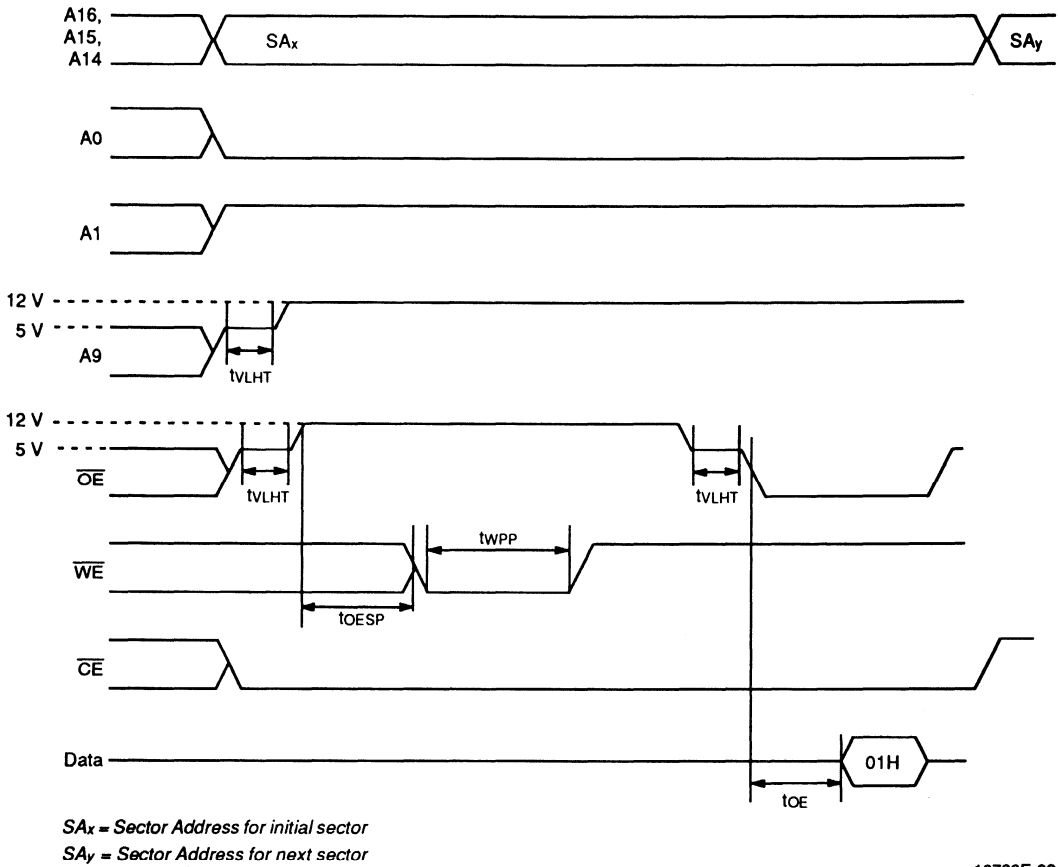 A16,
A15,
A14
SAx
SAy
A0
A1
12 V
5 V
A9
tVLHT
12 V
5 V
OE
tVLHT
tVLHT
WE
tWPP
tOESP
CE
Data
01H
tOE
SAx = Sector Address for initial sector
SAy = Sector Address for next sector